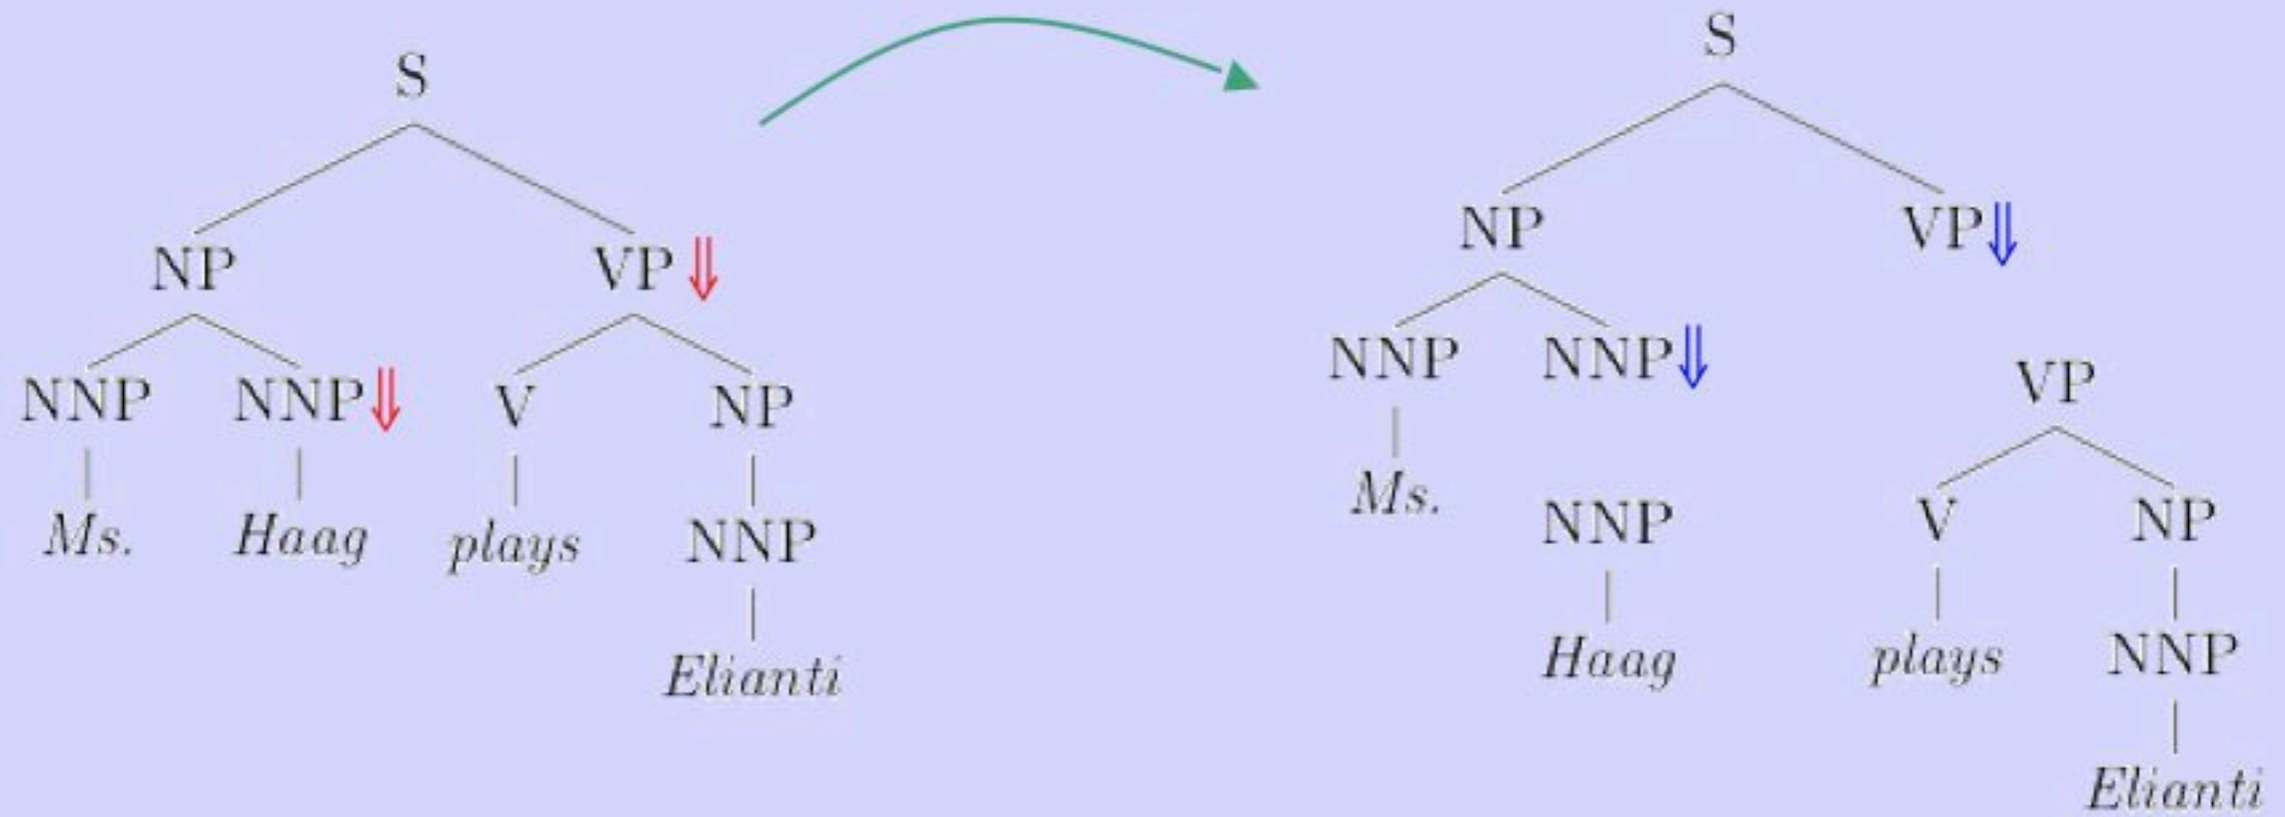 S
NP VP⇓
NNP NNP⇓ V NP
Ms. Haag plays NNP
Elianti
S
NP VP⇓
NNP NNP⇓
VP
Ms.
NNP V NP
Haag plays NNP
Elianti